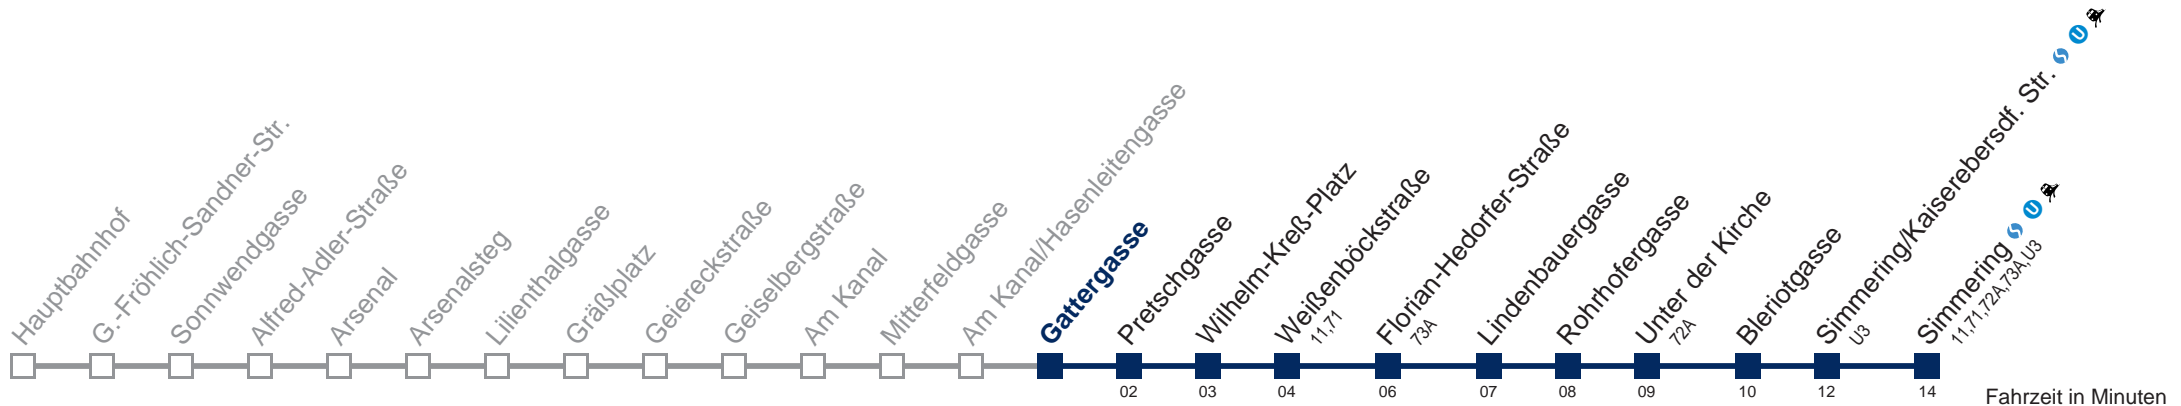 Hauptbahnhof
G.-Fröhlich-Sandner-Str.
Sonnwendgasse
Alfred-Adler-Straße
Arsenal
Arsenalsteg
Lilienthalgasse
Gräßlplatz
Geiereckstraße
Geiselbergstraße
Am Kanal
Mitterfeldgasse
Am Kanal/Hasenleitengasse
Gattergasse
Pretschgasse
Wilhelm-Kreß-Platz
Weißenböckstraße
11,71
Florian-Hedorfer-Straße
73A
Lindenbauergasse
Rohrhofergasse
Unter der Kirche
72A
Bleriotgasse
Simmering/Kaiserebersdf. Str. S U
U3
Simmering S U
11,71,72A,73A,U3
02 03 04 06 07 08 09 10 12 14
Fahrzeit in Minuten